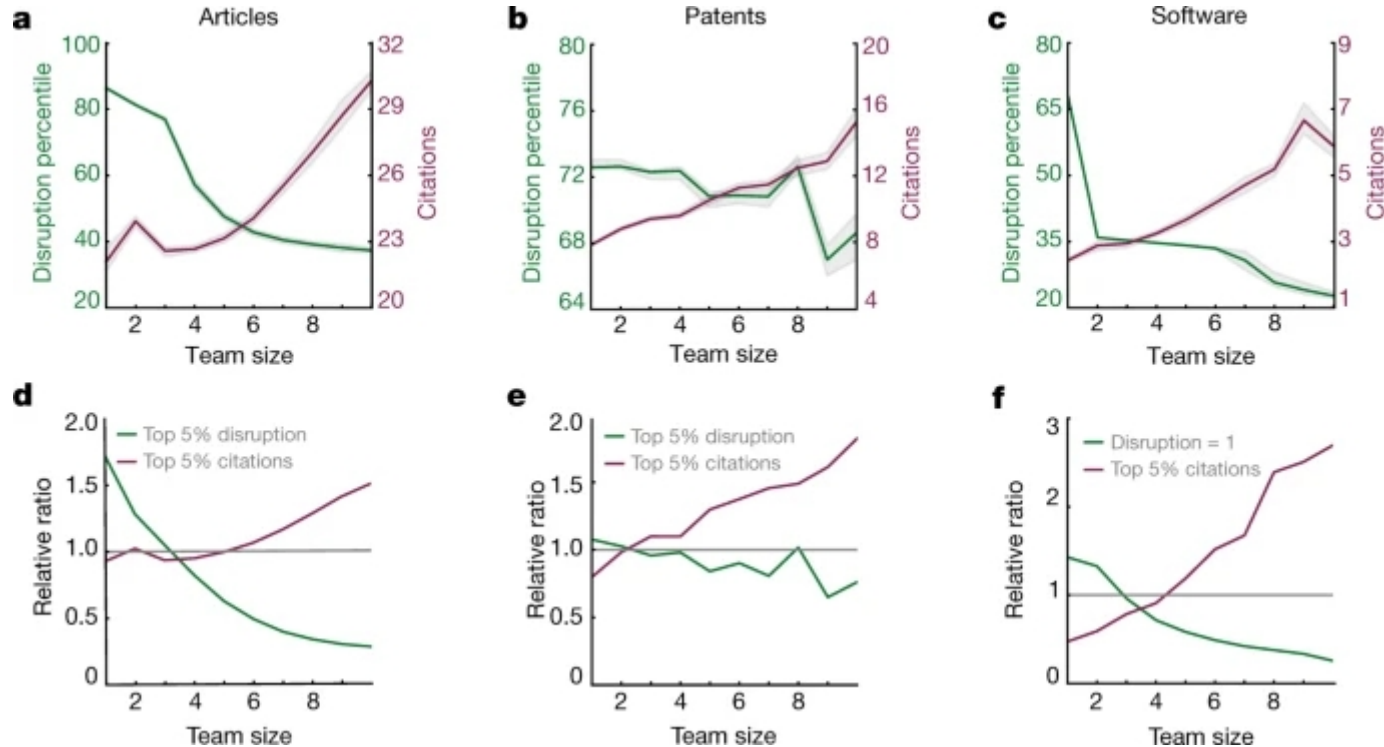 a
Articles
Disruption percentile
100
80
60
40
20
32
29
26
23
20
Citations
2 4 6 8
Team size
b
Patents
Disruption percentile
80
76
72
68
64
20
16
12
8
4
Citations
2 4 6 8
Team size
c
Software
Disruption percentile
80
65
50
35
20
9
7
5
3
1
Citations
2 4 6 8
Team size
d
Relative ratio
2.0
1.5
1.0
0.5
0
Top 5% disruption
Top 5% citations
2 4 6 8
Team size
e
Relative ratio
2.0
1.5
1.0
0.5
0
Top 5% disruption
Top 5% citations
2 4 6 8
Team size
f
Relative ratio
3
2
1
0
Disruption = 1
Top 5% citations
2 4 6 8
Team size